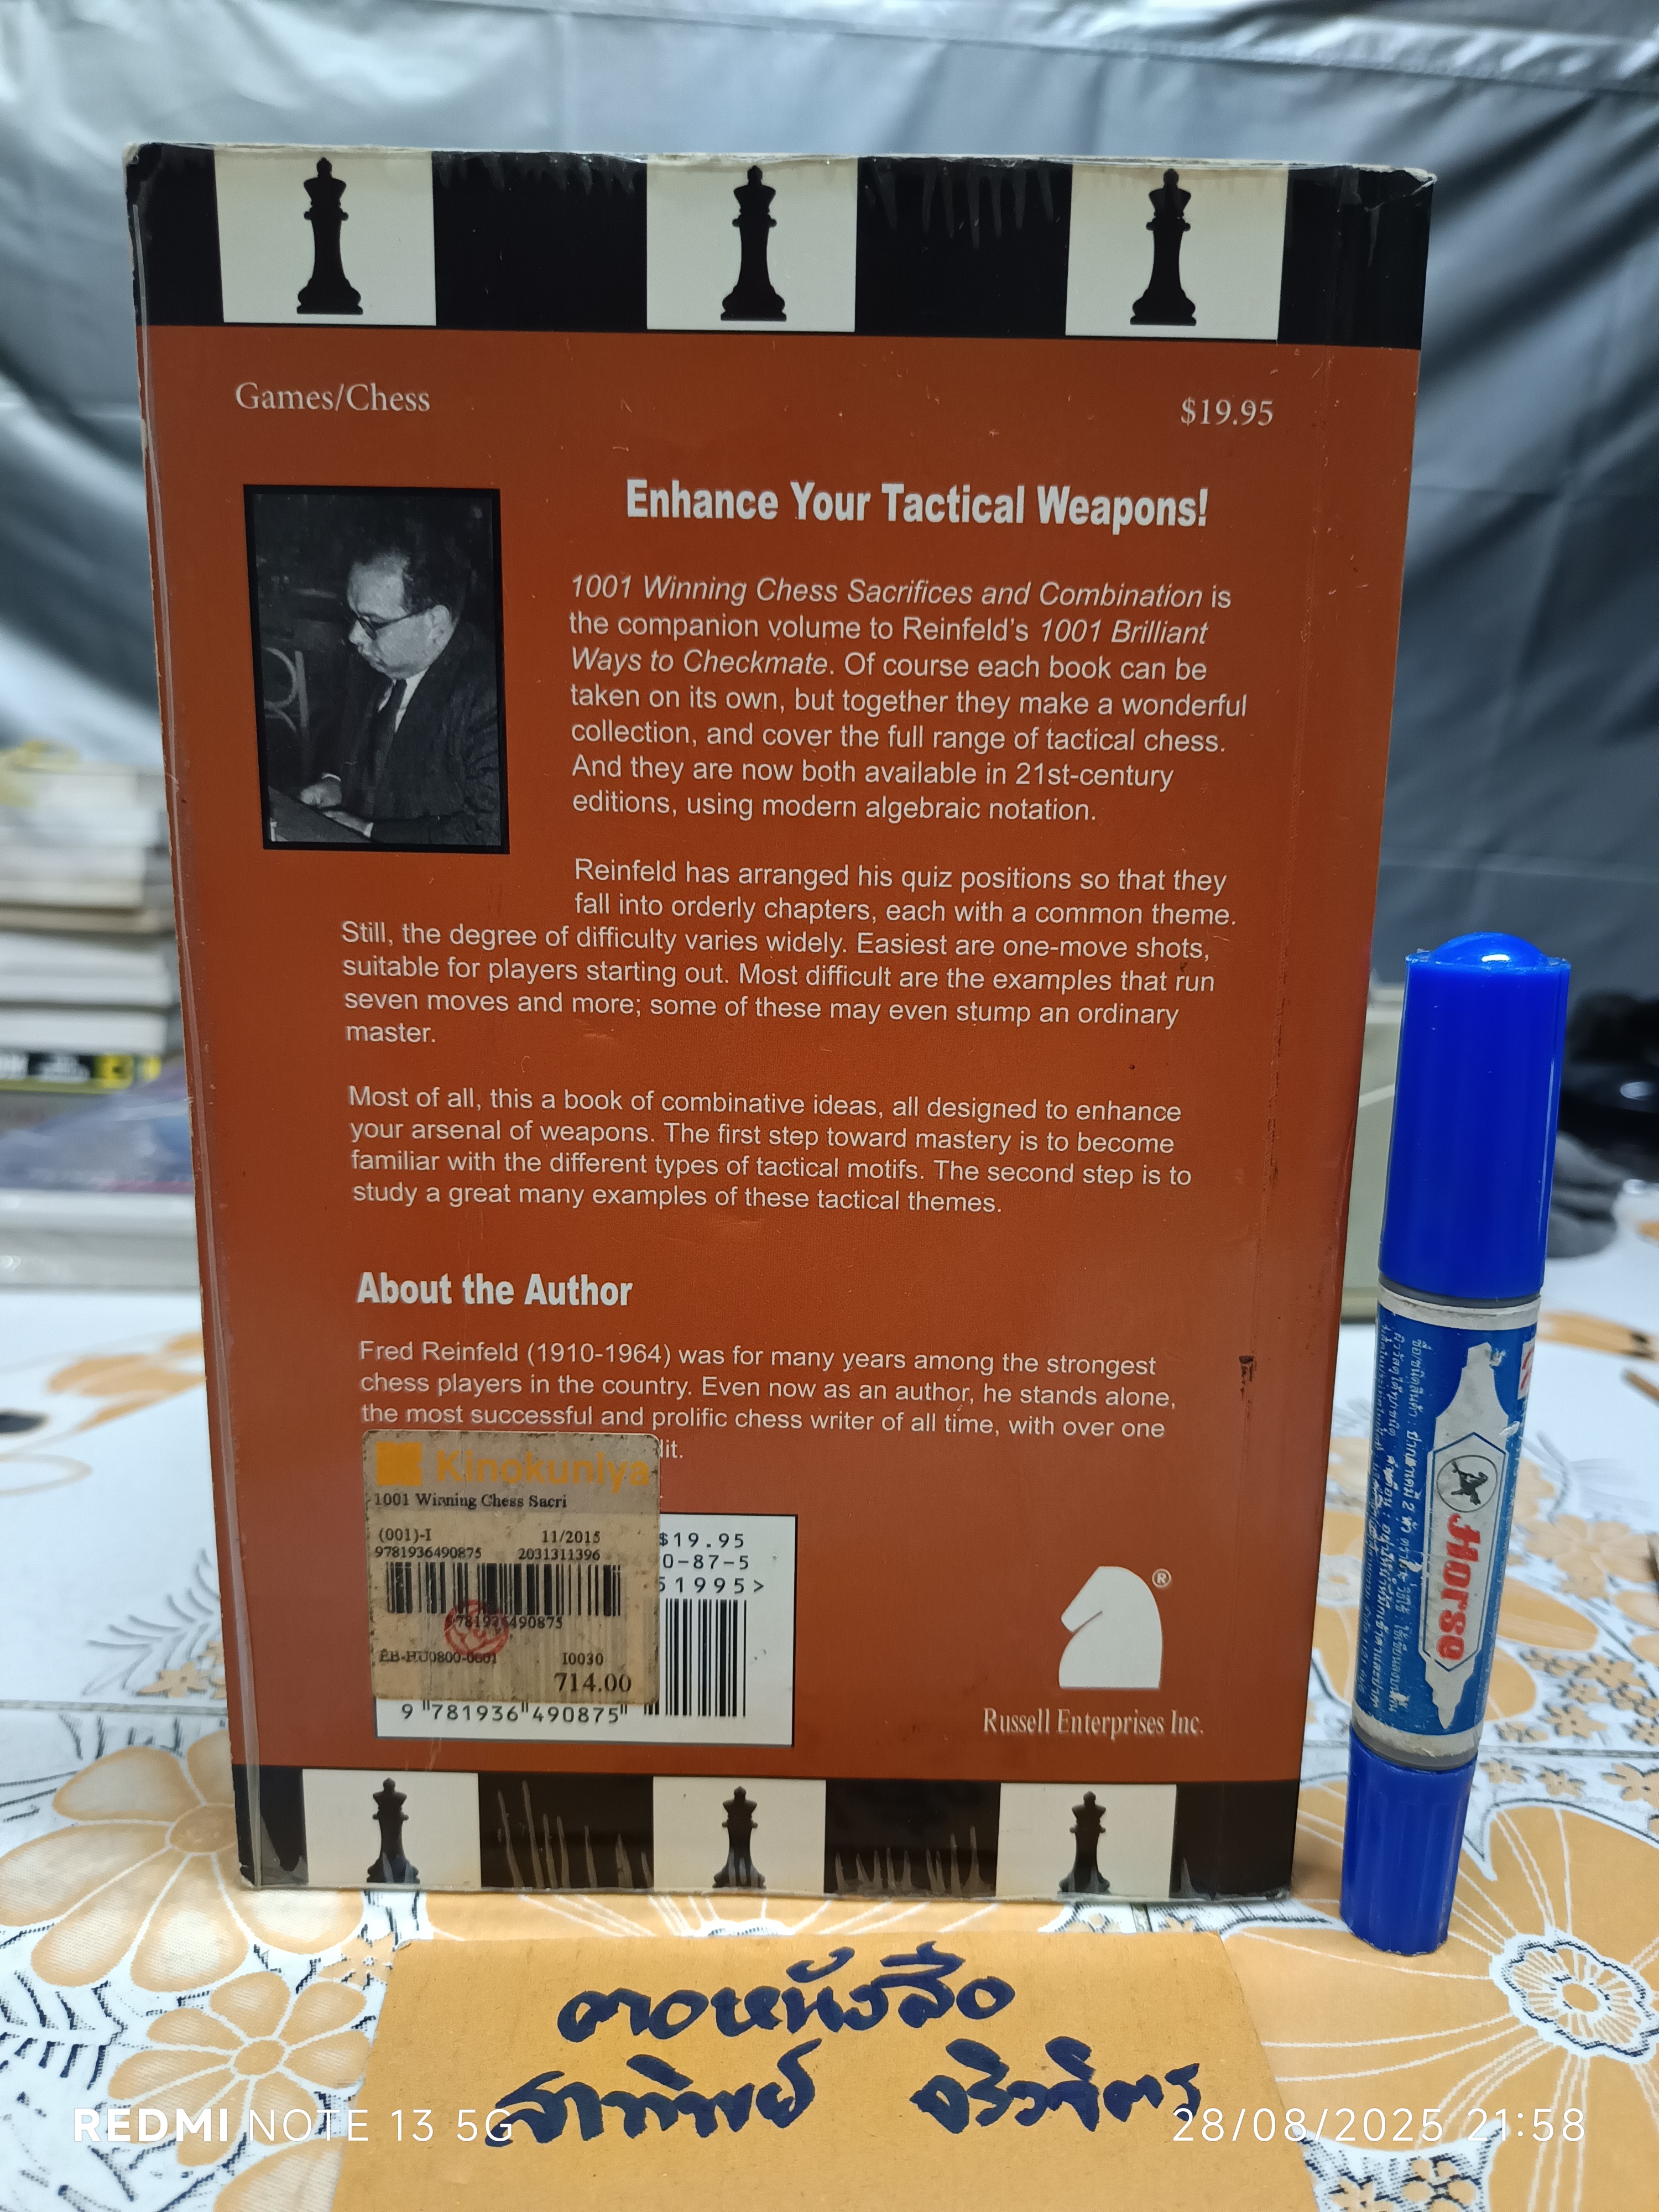 Games/Chess
$19.95
Enhance Your Tactical Weapons!
1001 Winning Chess Sacrifices and Combination is
the companion volume to Reinfeld's 1001 Brilliant
Ways to Checkmate. Of course each book can be
taken on its own, but together they make a wonderful
collection, and cover the full range of tactical chess.
And they are now both available in 21st-century
editions, using modern algebraic notation.
Reinfeld has arranged his quiz positions so that they
fall into orderly chapters, each with a common theme.
Still, the degree of difficulty varies widely. Easiest are one-move shots,
suitable for players starting out. Most difficult are the examples that run
seven moves and more; some of these may even stump an ordinary
master.
Most of all, this a book of combinative ideas, all designed to enhance
your arsenal of weapons. The first step toward mastery is to become
familiar with the different types of tactical motifs. The second step is to
study a great many examples of these tactical themes.
About the Author
Fred Reinfeld (1910-1964) was for many years among the strongest
chess players in the country. Even now as an author, he stands alone,
the most successful and prolific chess writer of all time, with over one
dit.
Kinokuniya
1001 Winning Chess Sacri
(001)-I 11/2015
9781936490875 2031311396
9781936490875
I0030
714.00
$19.95
0-87-5
51995>
9 781936 490875
®
Russell Enterprises Inc.
Horse
ตอหนังสือ
สาทิพย์
REDMI NOTE 13 5G
28/08/2025 21:58